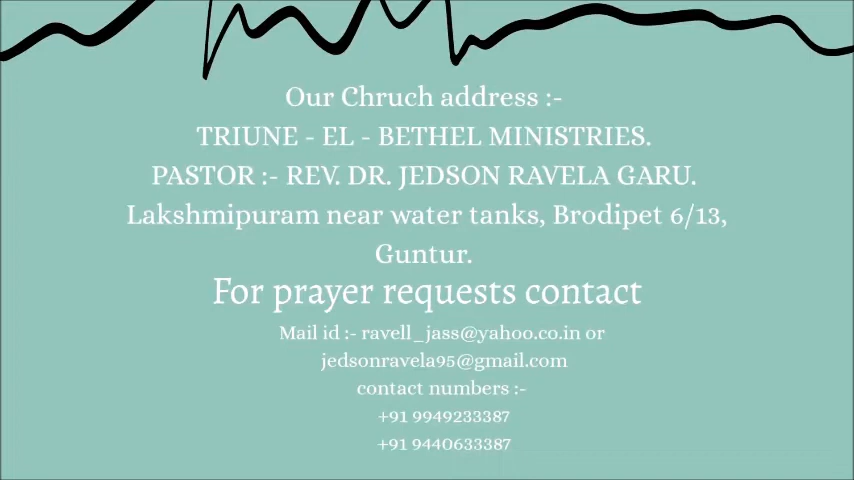 Our Chruch address :-
TRIUNE - EL - BETHEL MINISTRIES.
PASTOR :- REV. DR. JEDSON RAVELA GARU.
Lakshmipuram near water tanks, Brodipet 6/13,
Guntur.
For prayer requests contact
Mail id :- ravell_jass@yahoo.co.in or
jedsonravela95@gmail.com
contact numbers :-
+91 9949233387
+91 9440633387